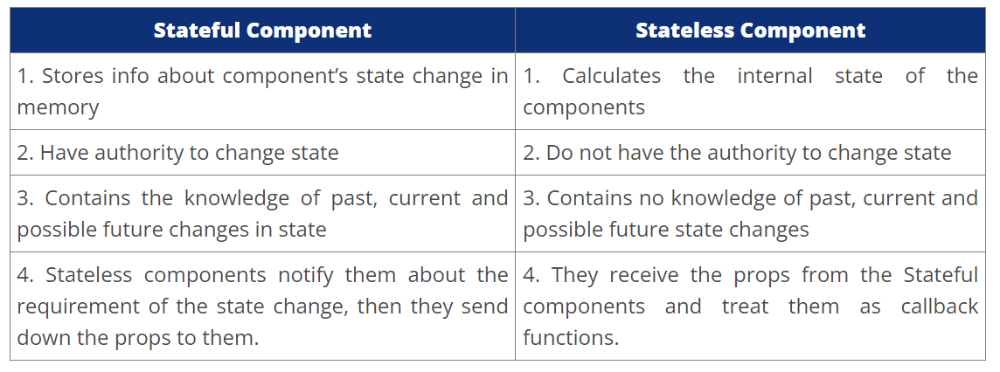 Stateful Component
Stateless Component
1. Stores info about component’s state change in
memory
1. Calculates the internal state of the
components
2. Have authority to change state
2. Do not have the authority to change state
3. Contains the knowledge of past, current and
possible future changes in state
3. Contains no knowledge of past, current and
possible future state changes
4. Stateless components notify them about the
requirement of the state change, then they send
down the props to them.
4. They receive the props from the Stateful
components and treat them as callback
functions.